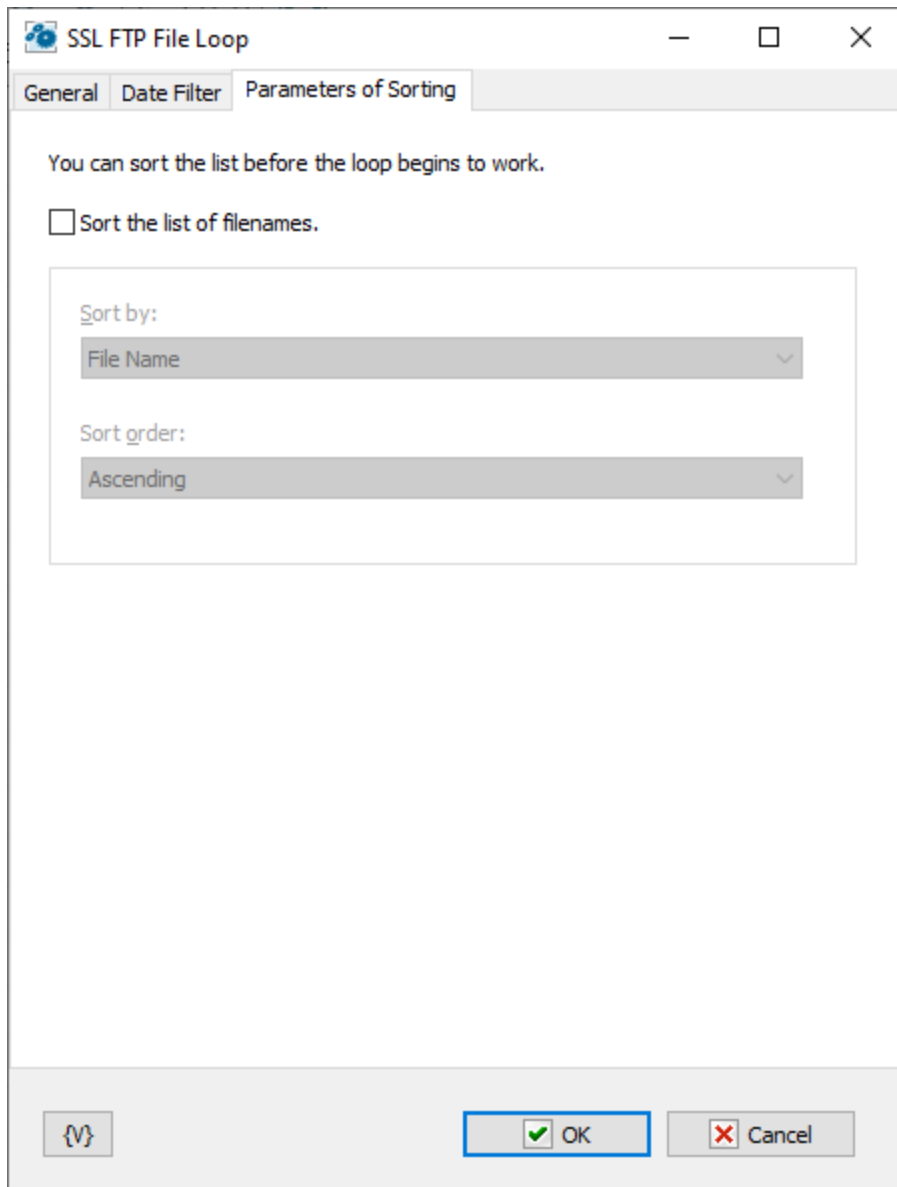 SSL FTP File Loop
General Date Filter Parameters of Sorting
You can sort the list before the loop begins to work.
Sort the list of filenames.
Sort by:
File Name
Sort order:
Ascending
{V} OK Cancel